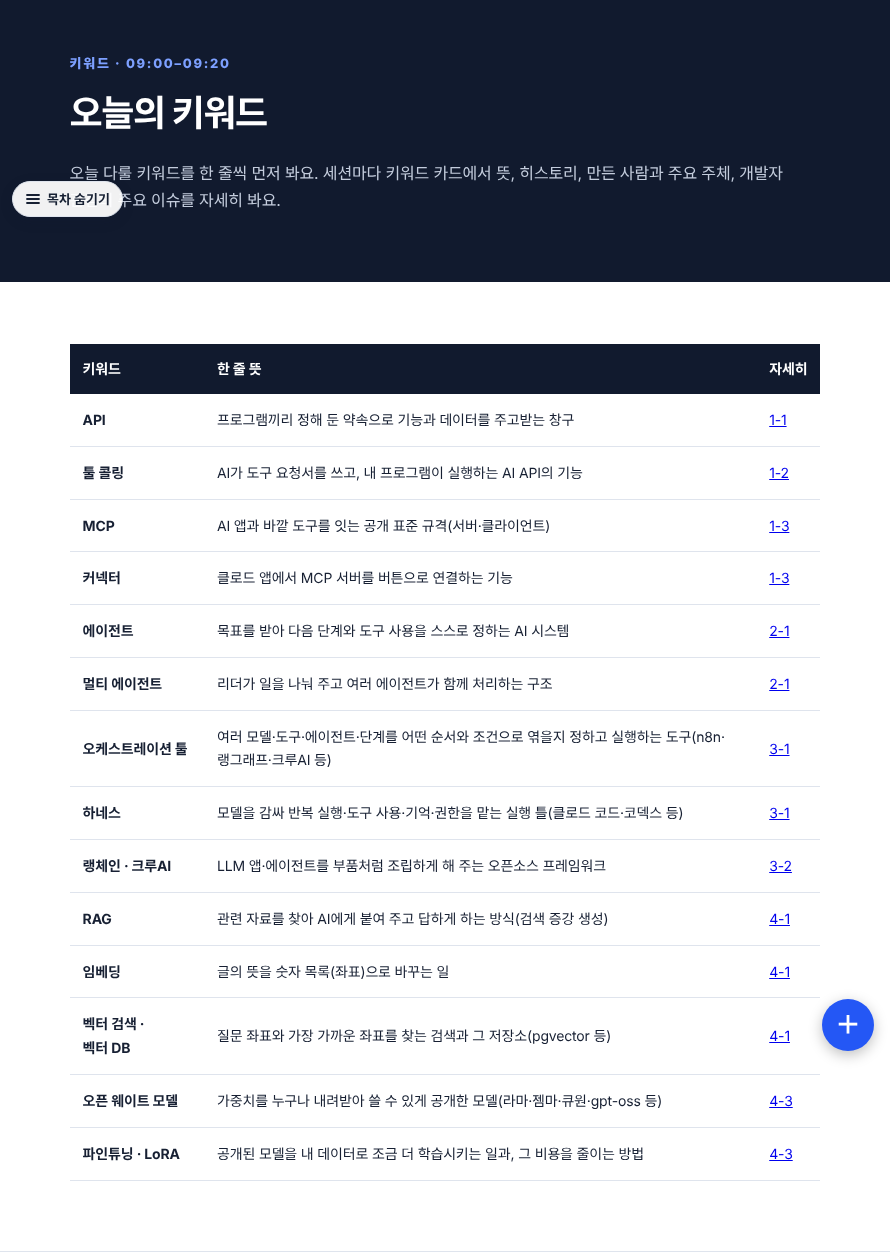 키워드 · 09:00–09:20
오늘의 키워드
오늘 다룰 키워드를 한 줄씩 먼저 봐요. 세션마다 키워드 카드에서 뜻, 히스토리, 만든 사람과 주요 주체, 개발자
목차 숨기기
주요 이슈를 자세히 봐요.
키워드 한 줄 뜻 자세히
API 프로그램끼리 정해 둔 약속으로 기능과 데이터를 주고받는 창구 1-1
툴 콜링 AI가 도구 요청서를 쓰고, 내 프로그램이 실행하는 AI API의 기능 1-2
MCP AI 앱과 바깥 도구를 잇는 공개 표준 규격(서버·클라이언트) 1-3
커넥터 클로드 앱에서 MCP 서버를 버튼으로 연결하는 기능 1-3
에이전트 목표를 받아 다음 단계와 도구 사용을 스스로 정하는 AI 시스템 2-1
멀티 에이전트 리더가 일을 나눠 주고 여러 에이전트가 함께 처리하는 구조 2-1
오케스트레이션 툴 여러 모델·도구·에이전트·단계를 어떤 순서와 조건으로 엮을지 정하고 실행하는 도구(n8n·
랭그래프·크루AI 등) 3-1
하네스 모델을 감싸 반복 실행·도구 사용·기억·권한을 맡는 실행 틀(클로드 코드·코덱스 등) 3-1
랭체인 · 크루AI LLM 앱·에이전트를 부품처럼 조립하게 해 주는 오픈소스 프레임워크 3-2
RAG 관련 자료를 찾아 AI에게 붙여 주고 답하게 하는 방식(검색 증강 생성) 4-1
임베딩 글의 뜻을 숫자 목록(좌표)으로 바꾸는 일 4-1
벡터 검색 ·
벡터 DB 질문 좌표와 가장 가까운 좌표를 찾는 검색과 그 저장소(pgvector 등) 4-1
오픈 웨이트 모델 가중치를 누구나 내려받아 쓸 수 있게 공개한 모델(라마·젬마·큐원·gpt-oss 등) 4-3
파인튜닝 · LoRA 공개된 모델을 내 데이터로 조금 더 학습시키는 일과, 그 비용을 줄이는 방법 4-3